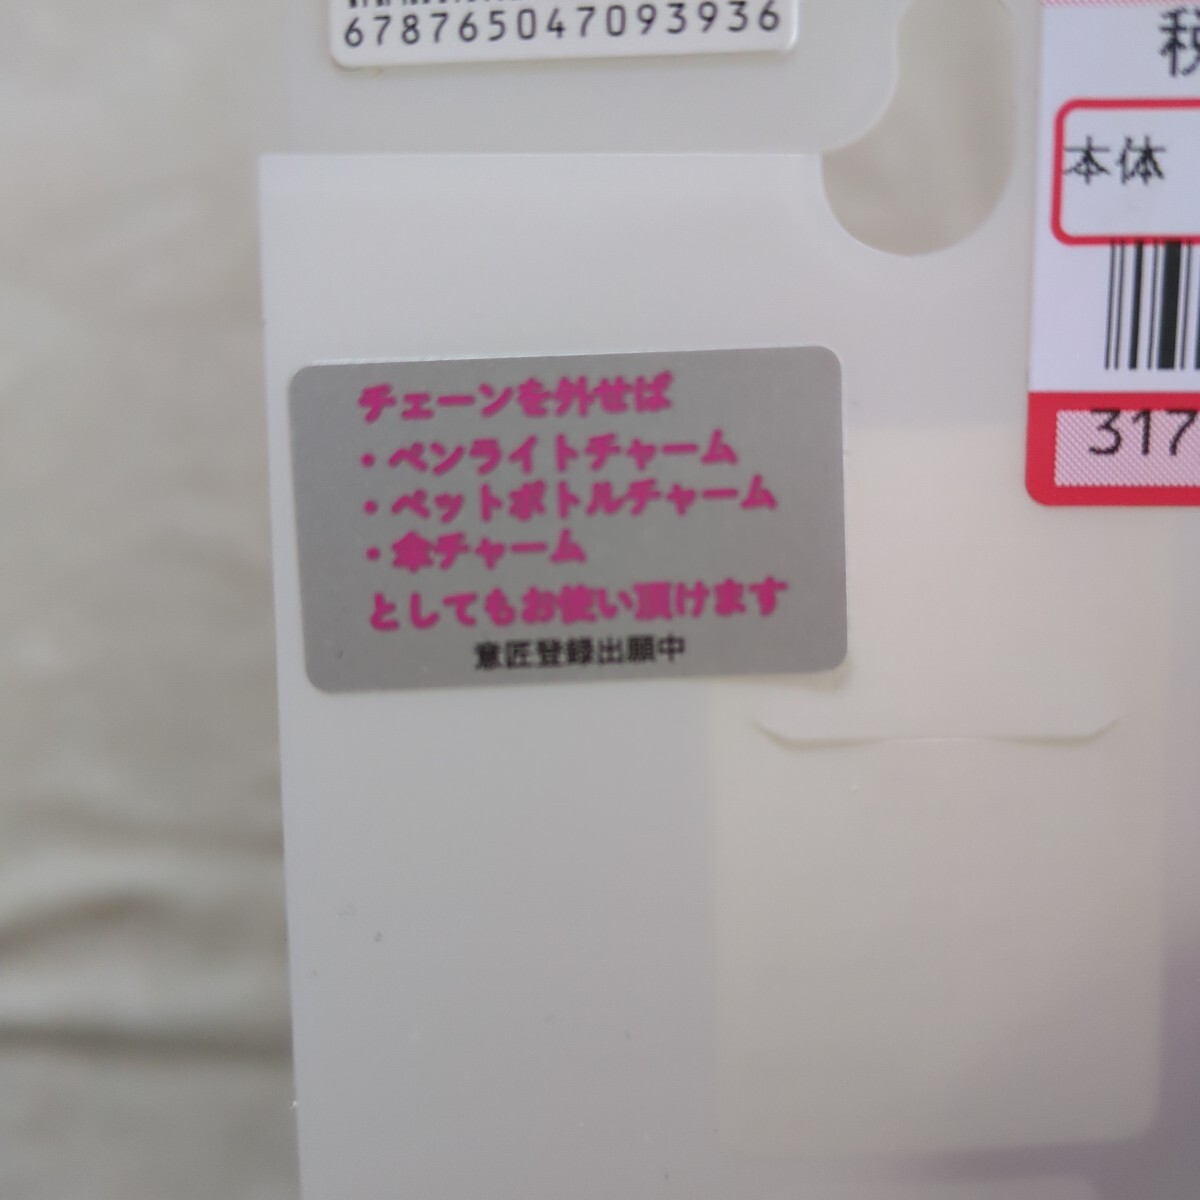 678765047093936
本体
317
チェーンを外せば
・ペンライトチャーム
・ペットボトルチャーム
・傘チャーム
としてもお使い頂けます
意匠登録出願中